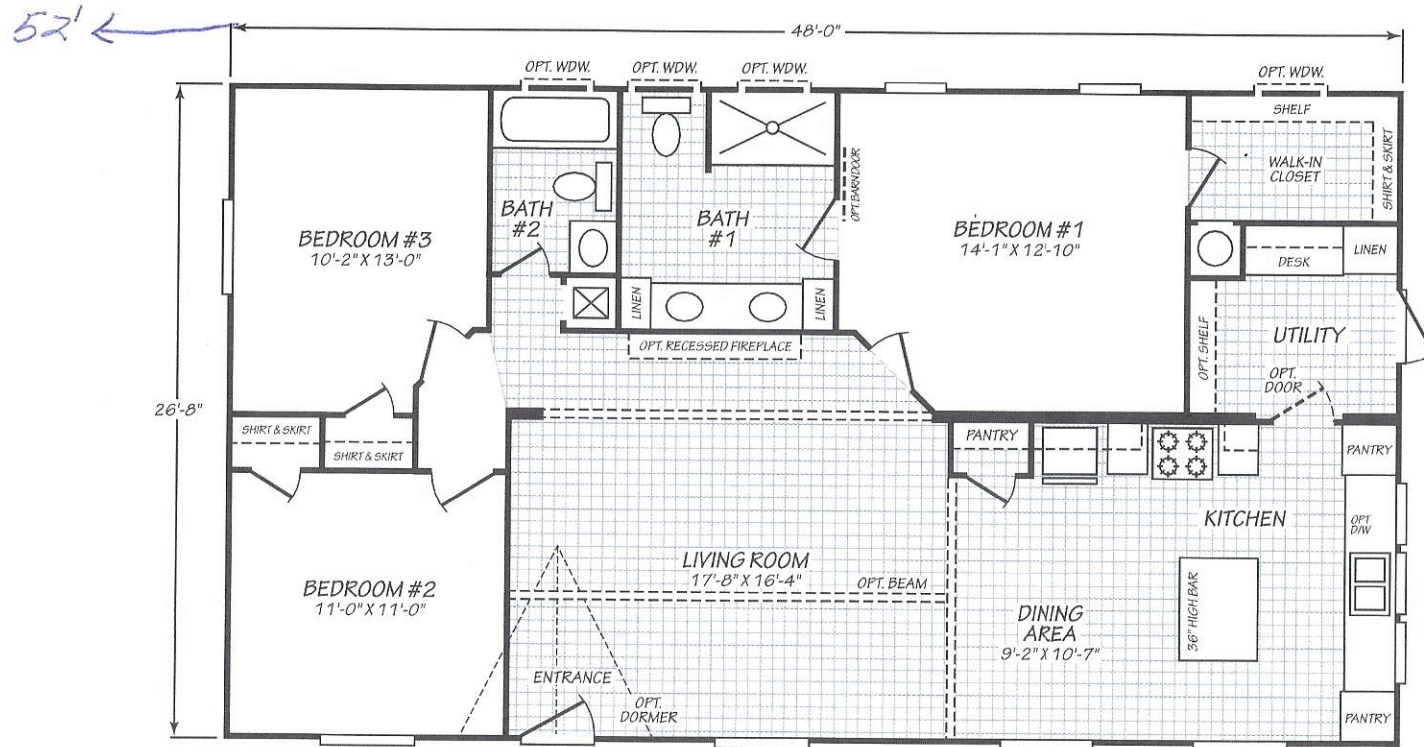 52'
48'-0"
OPT. WDW.
OPT. WDW.
OPT. WDW.
OPT. WDW.
SHELF
WALK-IN
CLOSET
SHIRT & SKIRT
OPT. BARN DOOR
BEDROOM #3
10'-2" X 13'-0"
BATH
#2
BATH
#1
BEDROOM #1
14'-1" X 12'-10"
DESK
LINEN
LINEN
LINEN
OPT. RECESSED FIREPLACE
OPT. SHELF
UTILITY
OPT.
DOOR
26'-8"
SHIRT & SKIRT
SHIRT & SKIRT
PANTRY
PANTRY
KITCHEN
OPT
D/W
BEDROOM #2
11'-0" X 11'-0"
LIVING ROOM
17'-8" X 16'-4"
OPT. BEAM
DINING
AREA
9'-2" X 10'-7"
36" HIGH BAR
ENTRANCE
OPT.
DORMER
PANTRY